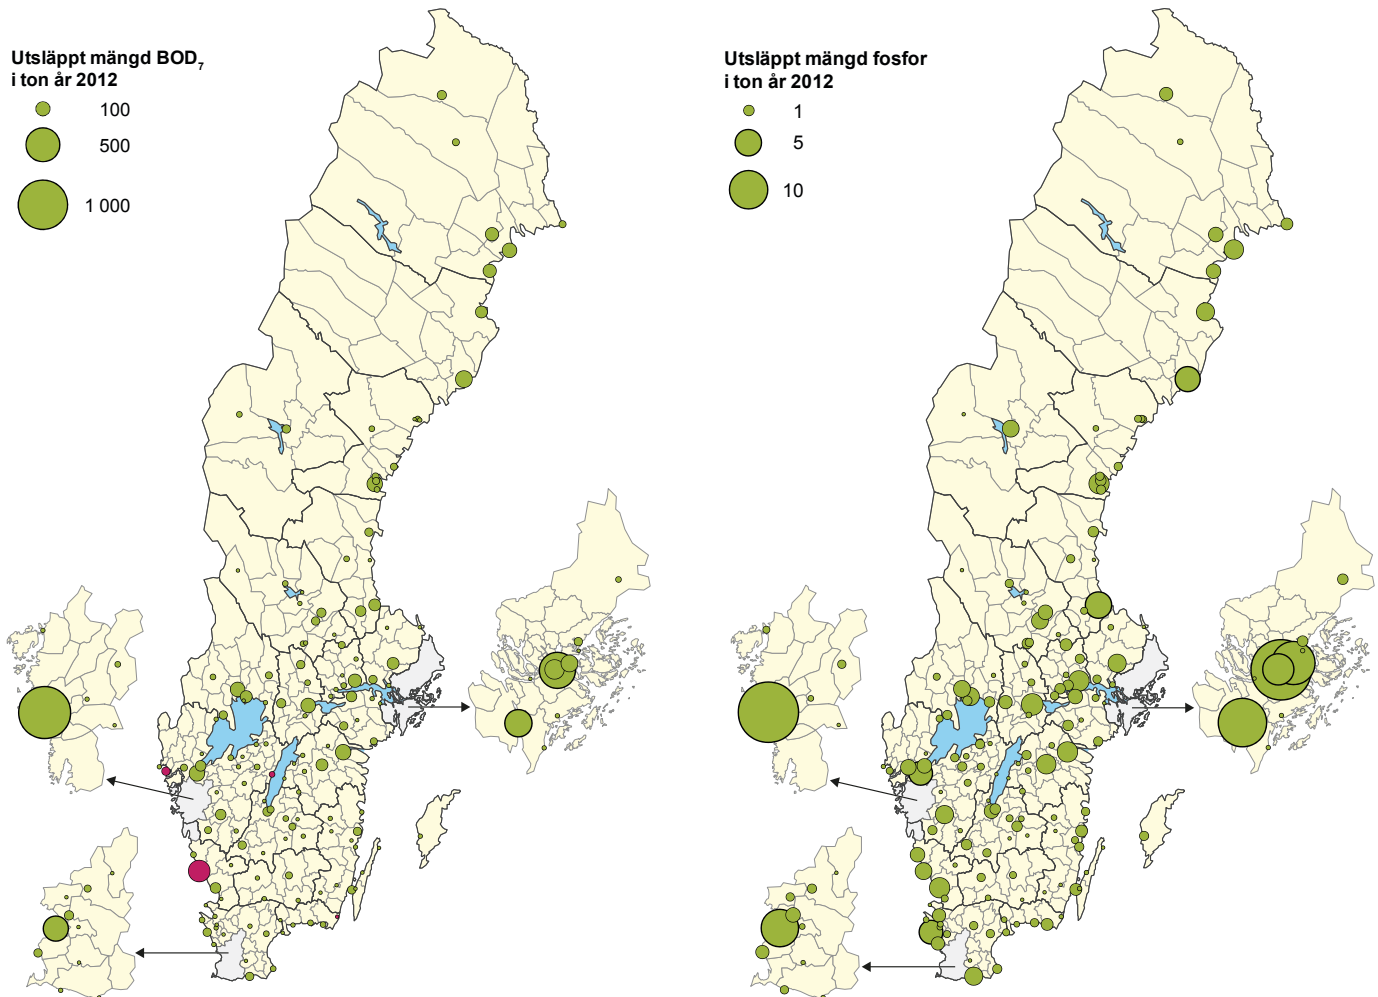 Utsläppt mängd BOD₇
i ton år 2012
100
500
1 000
Utsläppt mängd fosfor
i ton år 2012
1
5
10